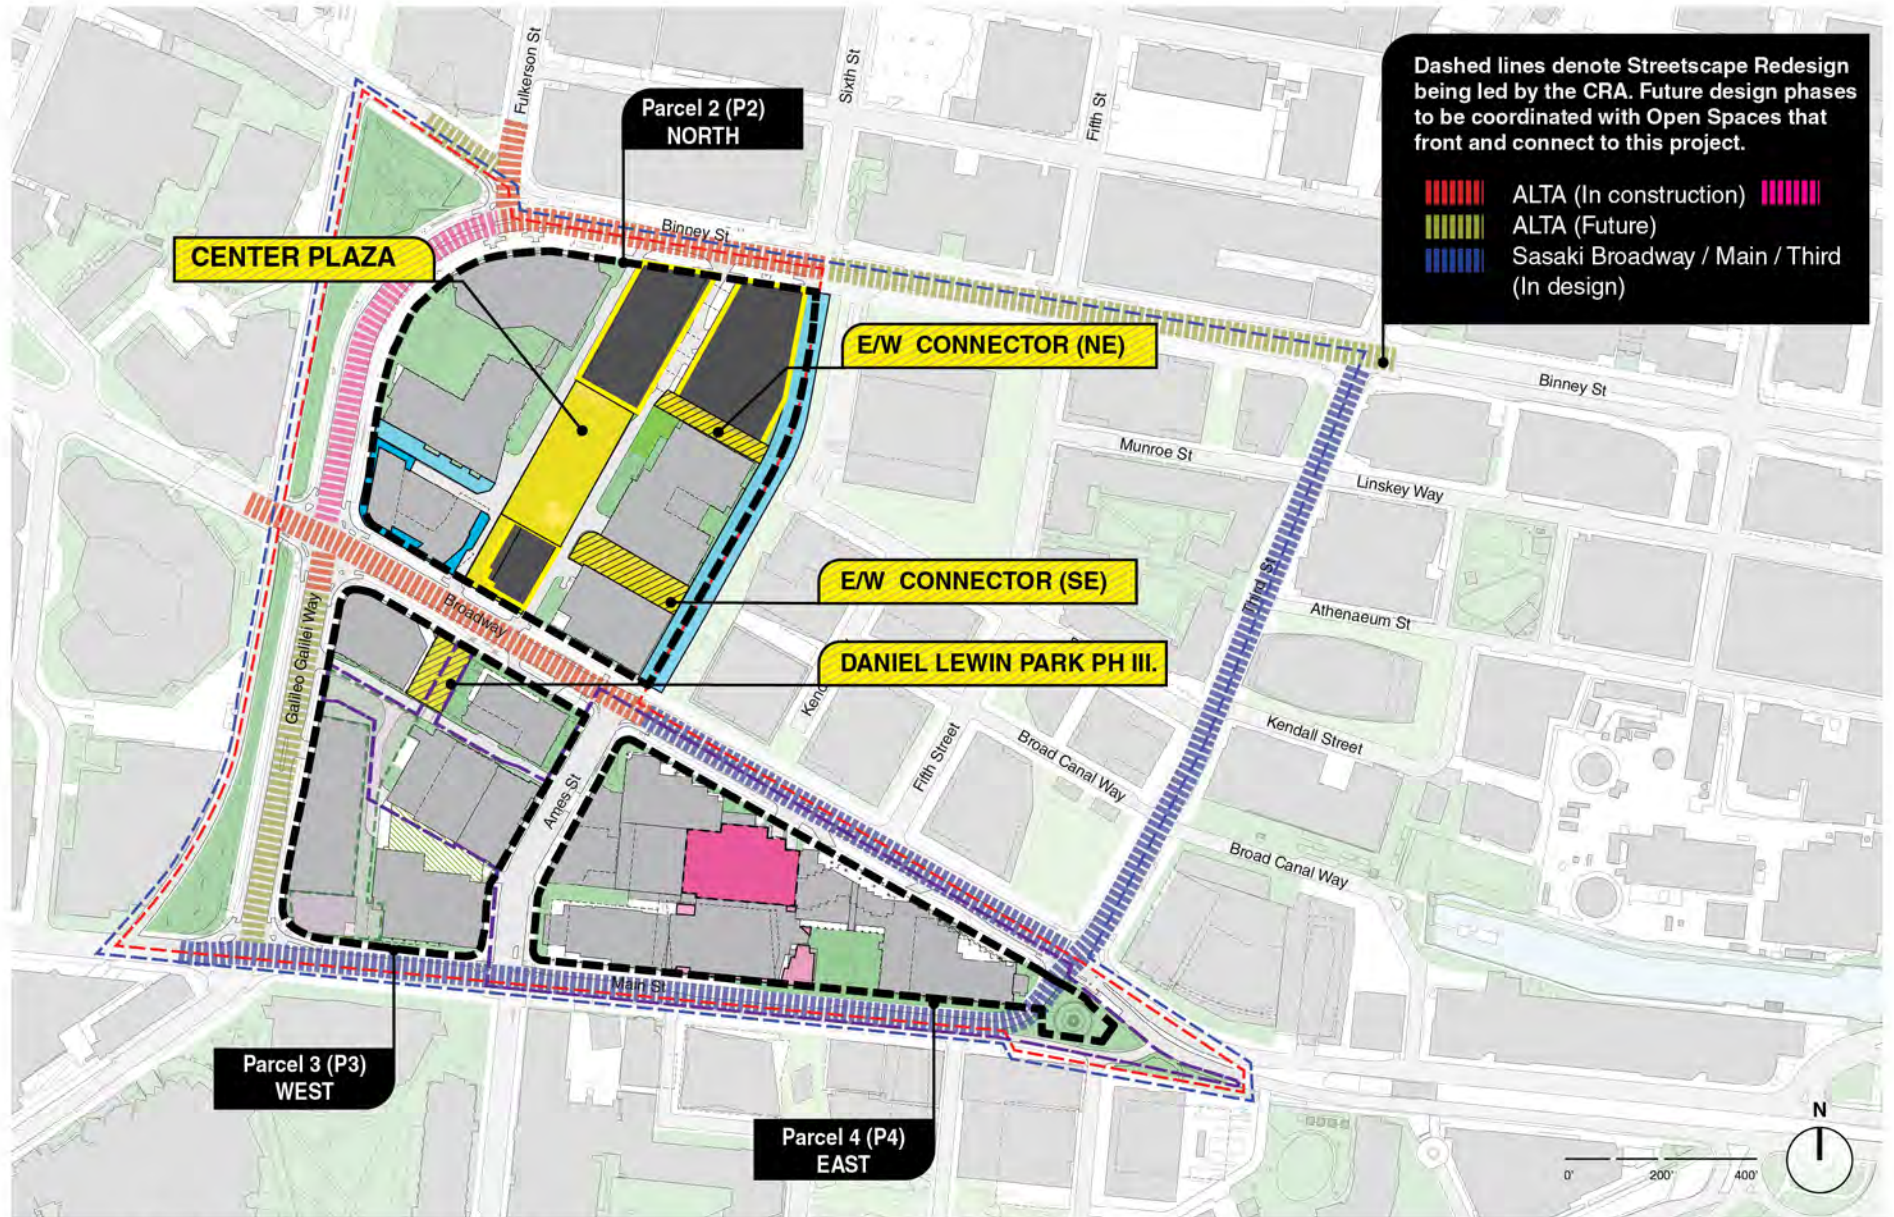 Fulkerson St
Sixth St
Fifth St
Parcel 2 (P2)
NORTH
Dashed lines denote Streetscape Redesign
being led by the CRA. Future design phases
to be coordinated with Open Spaces that
front and connect to this project.
ALTA (In construction)
ALTA (Future)
Sasaki Broadway / Main / Third
(In design)
Binney St
CENTER PLAZA
E/W CONNECTOR (NE)
Binney St
Munroe St
Linskey Way
E/W CONNECTOR (SE)
Third St
Athenaeum St
Broadway
Galileo Galilei Way
DANIEL LEWIN PARK PH III.
Kendall Street
Fifth Street
Broad Canal Way
Ames St
Broad Canal Way
Main St
Parcel 3 (P3)
WEST
Parcel 4 (P4)
EAST
N
0'
200'
400'